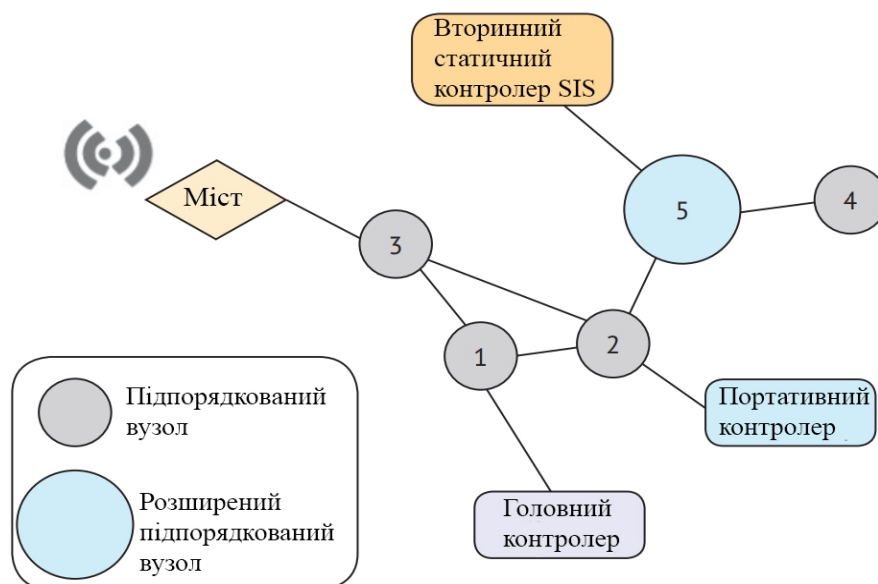 Вторинний
статичний
контролер SIS
Міст
3
5
4
1
2
Портативний
контролер
Головний
контролер
Підпорядкований
вузол
Розширений
підпорядкований
вузол